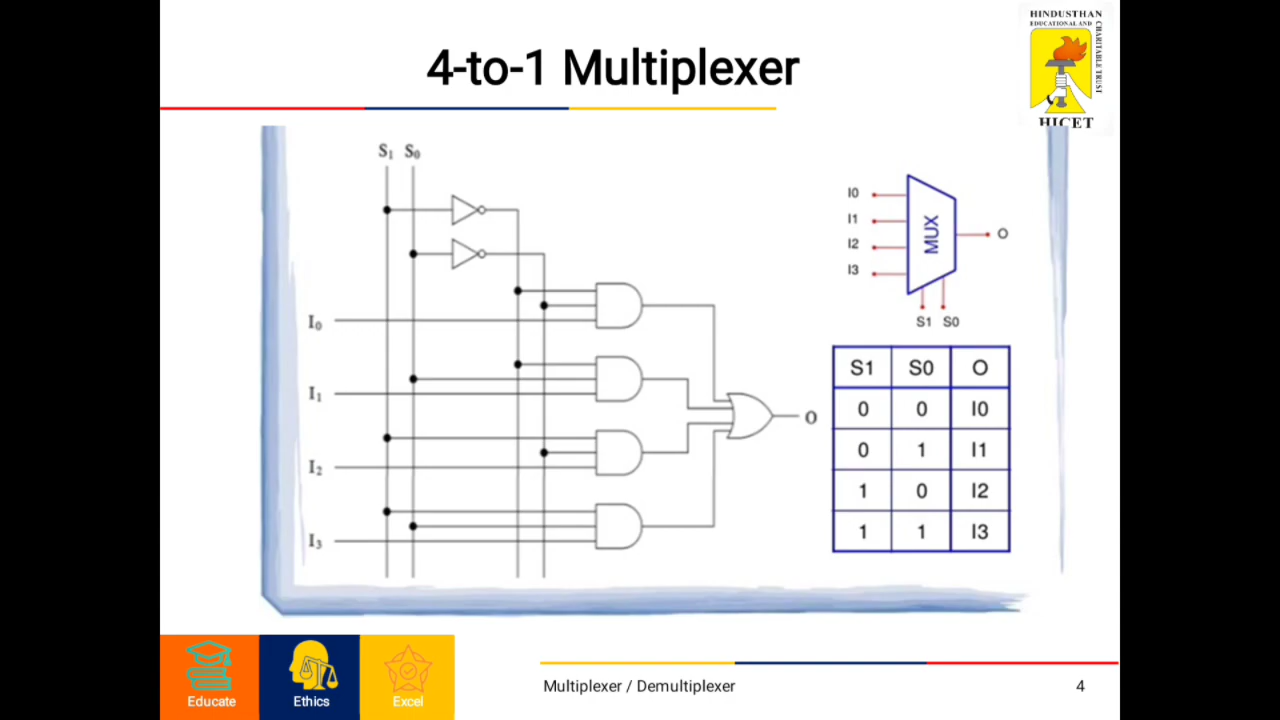 4-to-1 Multiplexer
HINDUSTHAN
EDUCATIONAL AND
CHARITABLE TRUST
HICET
S₁ S₀
I₀
I₁
I₂
I₃
O
I0
I1
I2
I3
MUX
O
S1 S0
S1 S0 O
0 0 I0
0 1 I1
1 0 I2
1 1 I3
Educate
Ethics
Excel
Multiplexer / Demultiplexer
4